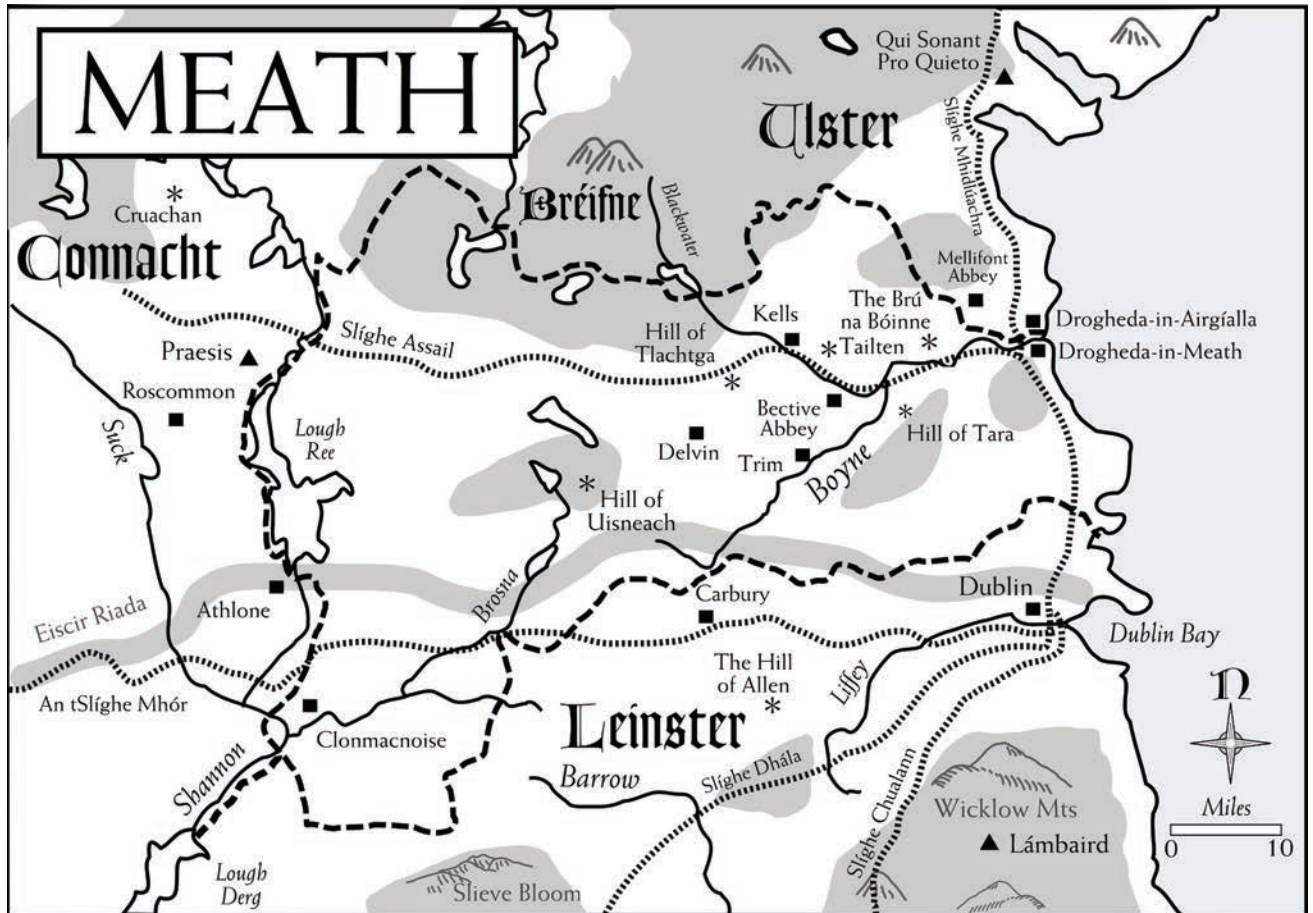 MEATH
Qui Sonant
Pro Quieto
Ulster
Slíghe Mhidlúachra
Bréifne
Blackwater
Cruachan
Connacht
Mellifont
Abbey
Kells
The Brú
na Bóinne
Hill of
Tlachtga
Tailten
Drogheda-in-Airgíalla
Drogheda-in-Meath
Slíghe Assail
Praesis
Roscommon
Suck
Lough
Ree
Bective
Abbey
Hill of Tara
Delvin
Trim
Boyne
Hill of
Uisneach
Athlone
Eiscir Riada
Brosna
Carbury
Dublin
Dublin Bay
An tSlíghe Mhór
The Hill
of Allen
Liffey
N
Clonmacnoise
Leinster
Shannon
Barrow
Slíghe Dhála
Slíghe Chualann
Wicklow Mts
Miles
0 10
Lámbaird
Lough
Derg
Slieve Bloom